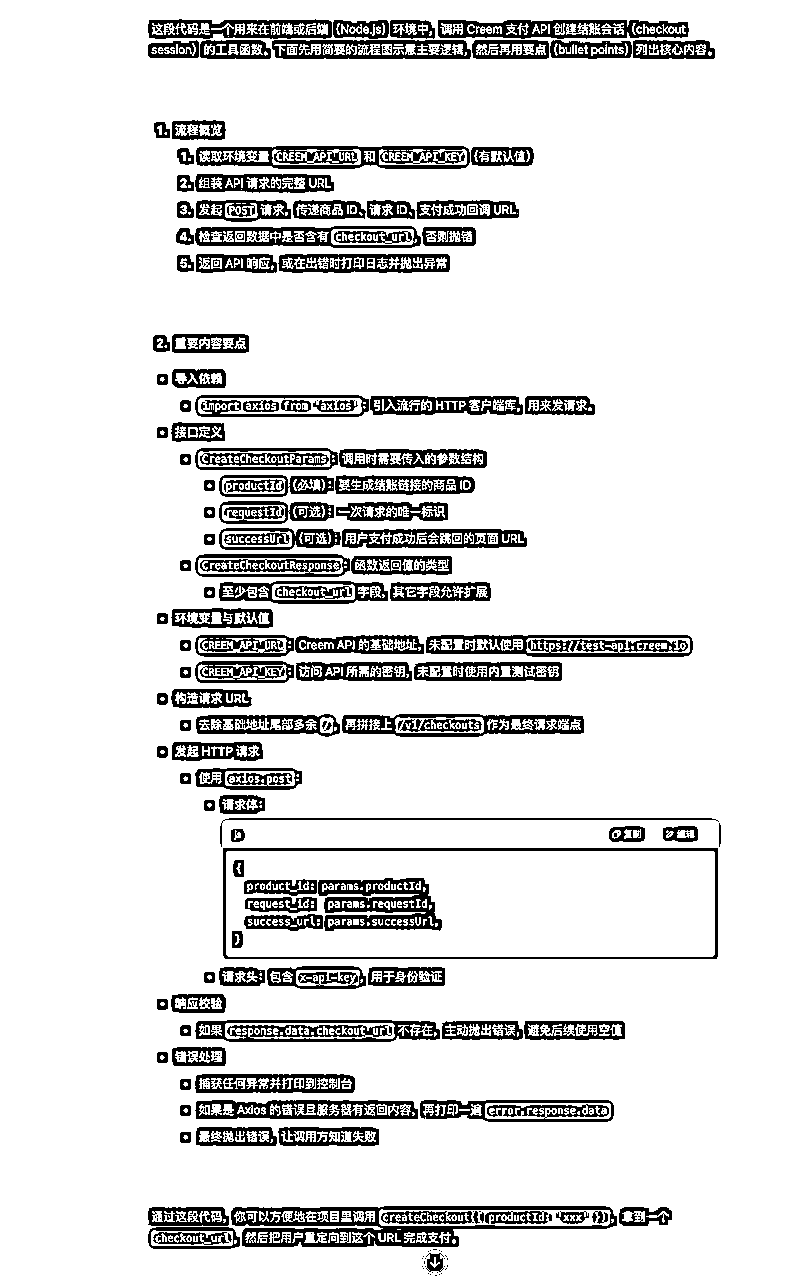 这段代码是一个用来在前端或后端（Node.js）环境中，调用 Creem 支付 API 创建结账会话（checkout
session）的工具函数。下面先用简要的流程图示意主要逻辑，然后再用要点（bullet points）列出核心内容。
1. 流程概览
1. 读取环境变量 CREEM_API_URL 和 CREEM_API_KEY（有默认值）
2. 组装 API 请求的完整 URL
3. 发起 POST 请求，传递商品 ID、请求 ID、支付成功回调 URL
4. 检查返回数据中是否含有 checkout_url，否则抛错
5. 返回 API 响应，或在出错时打印日志并抛出异常
2. 重要内容要点
导入依赖
import axios from "axios"：引入流行的 HTTP 客户端库，用来发请求。
接口定义
CreateCheckoutParams：调用时需要传入的参数结构
productId（必填）：要生成结账链接的商品 ID
requestId（可选）：一次请求的唯一标识
successUrl（可选）：用户支付成功后会跳回的页面 URL
CreateCheckoutResponse：函数返回值的类型
至少包含 checkout_url 字段，其它字段允许扩展
环境变量与默认值
CREEM_API_URL：Creem API 的基础地址，未配置时默认使用 https://test-api.creem.io
CREEM_API_KEY：访问 API 所需的密钥，未配置时使用内置测试密钥
构造请求 URL
去除基础地址尾部多余 /，再拼接上 /v1/checkouts 作为最终请求端点
发起 HTTP 请求
使用 axios.post：
请求体：
js 复制 编辑
{
product_id: params.productId,
request_id: params.requestId,
success_url: params.successUrl,
}
请求头：包含 x-api-key，用于身份验证
响应校验
如果 response.data.checkout_url 不存在，主动抛出错误，避免后续使用空值
错误处理
捕获任何异常并打印到控制台
如果是 Axios 的错误且服务器有返回内容，再打印一遍 error.response.data
最终抛出错误，让调用方知道失败
通过这段代码，你可以方便地在项目里调用 createCheckout({ productId: "xxx" })，拿到一个
checkout_url，然后把用户重定向到这个 URL 完成支付。